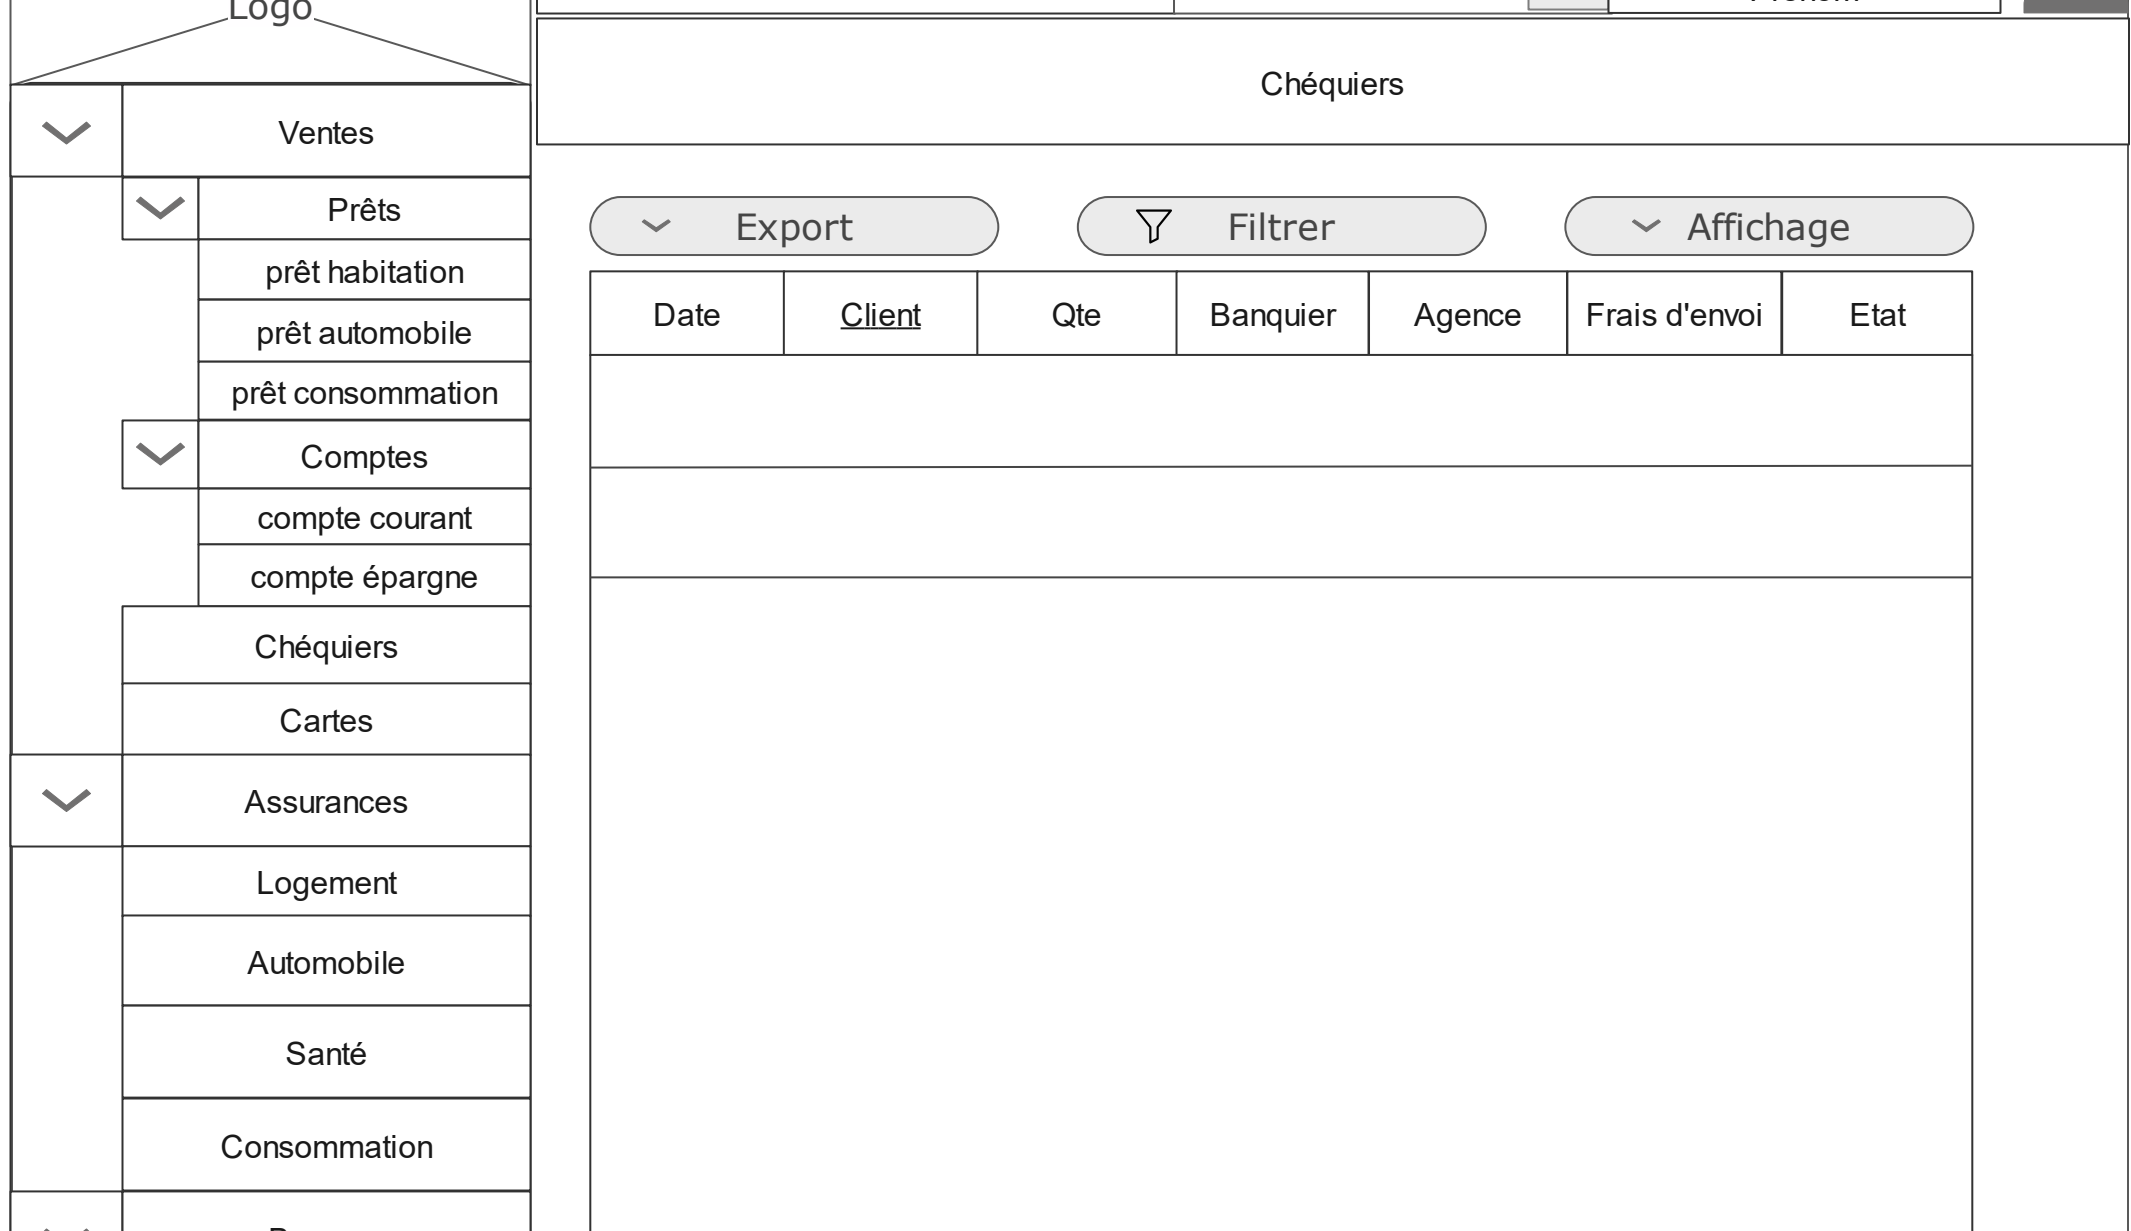 Logo
Prénom
Chéquiers
Ventes
Prêts
prêt habitation
prêt automobile
prêt consommation
Comptes
compte courant
compte épargne
Chéquiers
Cartes
Assurances
Logement
Automobile
Santé
Consommation
Export
Filtrer
Affichage
Date Client Qte Banquier Agence Frais d'envoi Etat